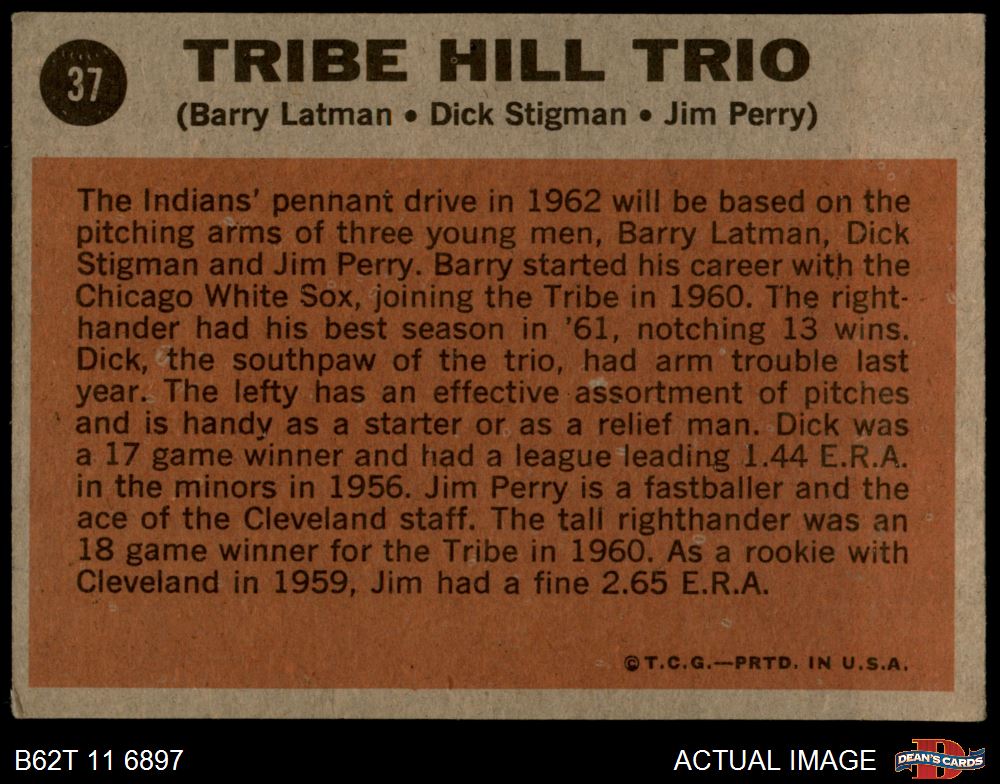 37
TRIBE HILL TRIO
(Barry Latman • Dick Stigman • Jim Perry)
The Indians' pennant drive in 1962 will be based on the
pitching arms of three young men, Barry Latman, Dick
Stigman and Jim Perry. Barry started his career with the
Chicago White Sox, joining the Tribe in 1960. The right-
hander had his best season in '61, notching 13 wins.
Dick, the southpaw of the trio, had arm trouble last
year. The lefty has an effective assortment of pitches
and is handy as a starter or as a relief man. Dick was
a 17 game winner and had a league leading 1.44 E.R.A.
in the minors in 1956. Jim Perry is a fastballer and the
ace of the Cleveland staff. The tall righthander was an
18 game winner for the Tribe in 1960. As a rookie with
Cleveland in 1959, Jim had a fine 2.65 E.R.A.
©T.C.G.—PRTD. IN U.S.A.
B62T 11 6897
ACTUAL IMAGE
D
DEAN'S CARDS